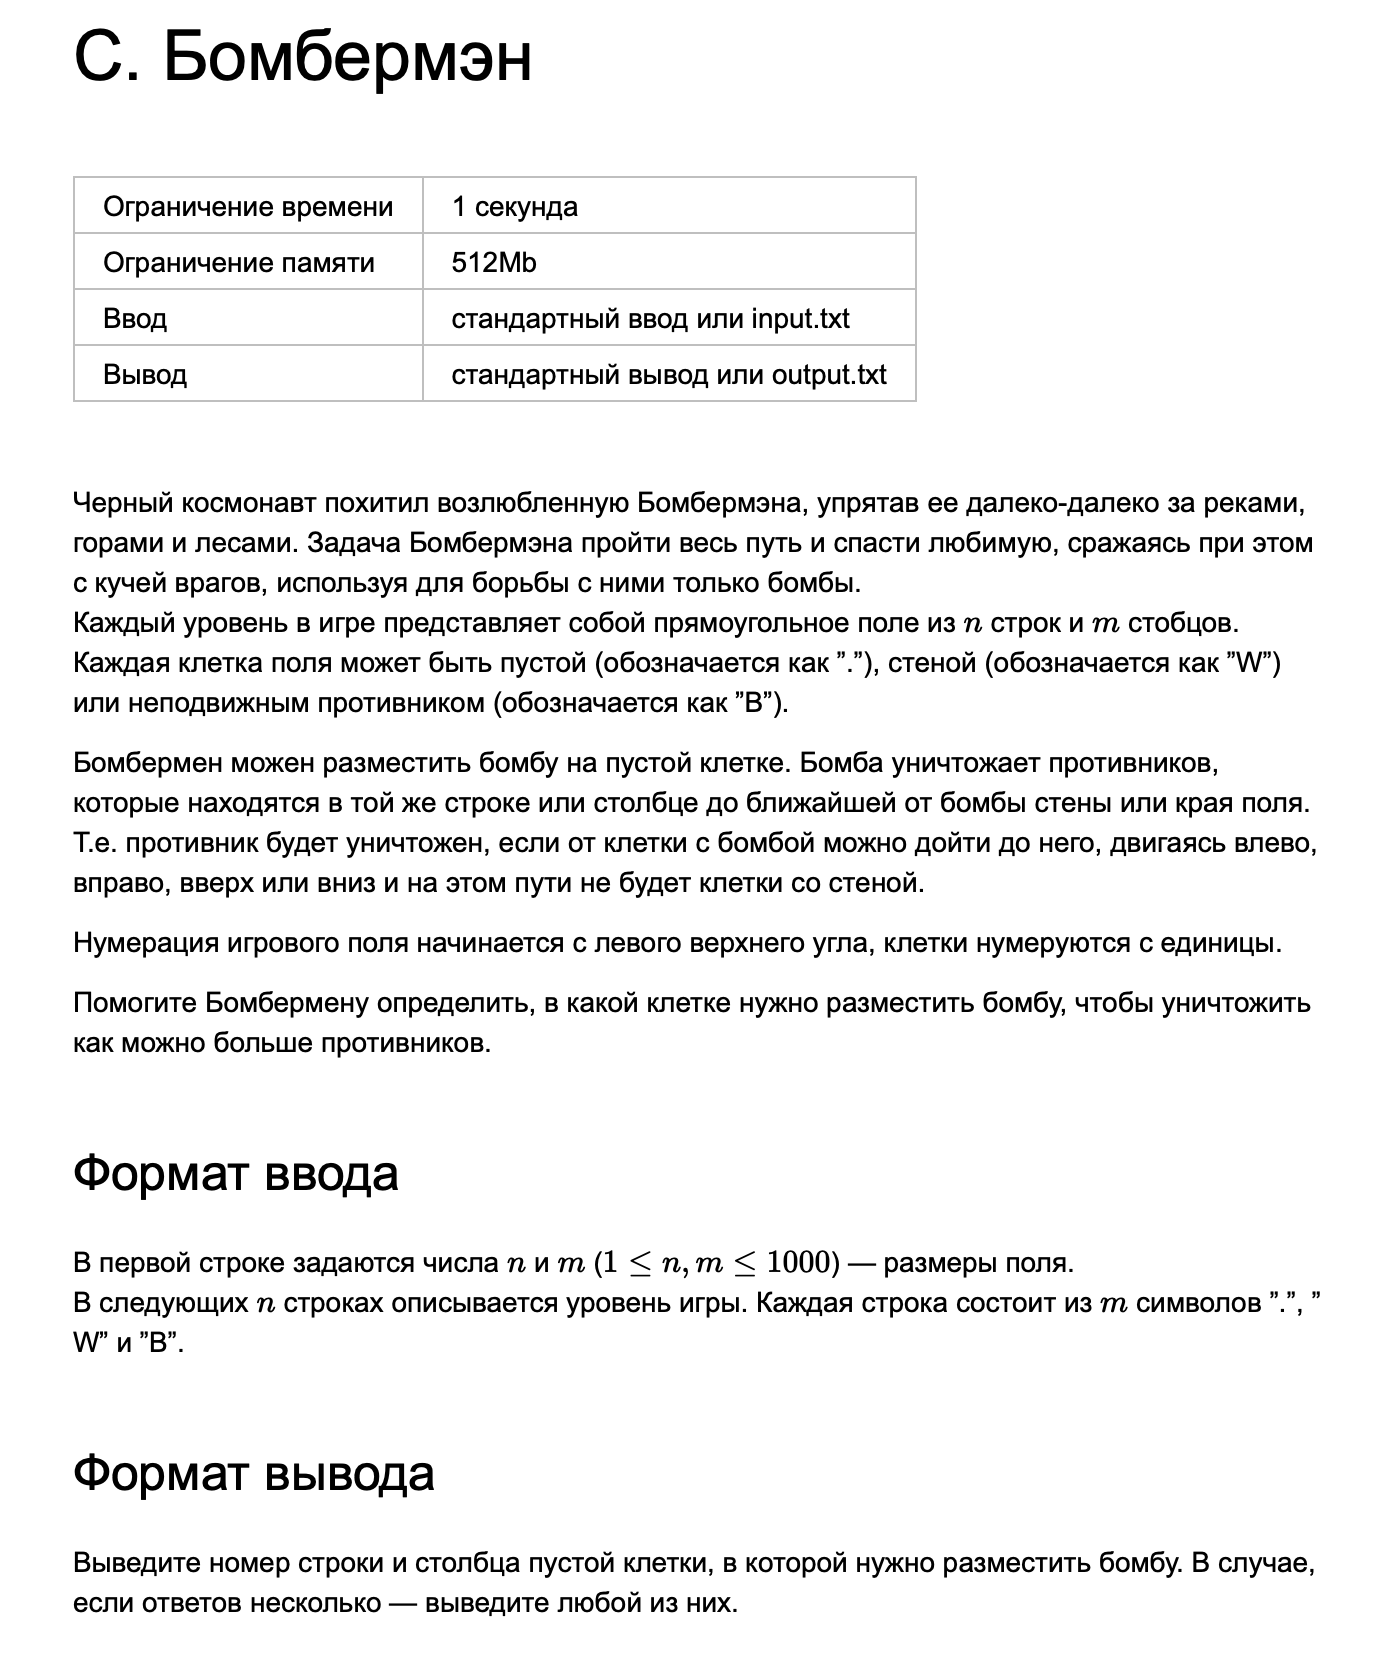 C. Бомбермэн
Ограничение времени 1 секунда
Ограничение памяти 512Mb
Ввод стандартный ввод или input.txt
Вывод стандартный вывод или output.txt
Черный космонавт похитил возлюбленную Бомбермэна, упрятав ее далеко-далеко за реками,
горами и лесами. Задача Бомбермэна пройти весь путь и спасти любимую, сражаясь при этом
с кучей врагов, используя для борьбы с ними только бомбы.
Каждый уровень в игре представляет собой прямоугольное поле из n строк и m стобцов.
Каждая клетка поля может быть пустой (обозначается как ”.”), стеной (обозначается как ”W”)
или неподвижным противником (обозначается как ”B”).
Бомбермен можен разместить бомбу на пустой клетке. Бомба уничтожает противников,
которые находятся в той же строке или столбце до ближайшей от бомбы стены или края поля.
Т.е. противник будет уничтожен, если от клетки с бомбой можно дойти до него, двигаясь влево,
вправо, вверх или вниз и на этом пути не будет клетки со стеной.
Нумерация игрового поля начинается с левого верхнего угла, клетки нумеруются с единицы.
Помогите Бомбермену определить, в какой клетке нужно разместить бомбу, чтобы уничтожить
как можно больше противников.
Формат ввода
В первой строке задаются числа n и m (1 ≤ n, m ≤ 1000) — размеры поля.
В следующих n строках описывается уровень игры. Каждая строка состоит из m символов ”.”, ”
W” и ”B”.
Формат вывода
Выведите номер строки и столбца пустой клетки, в которой нужно разместить бомбу. В случае,
если ответов несколько — выведите любой из них.